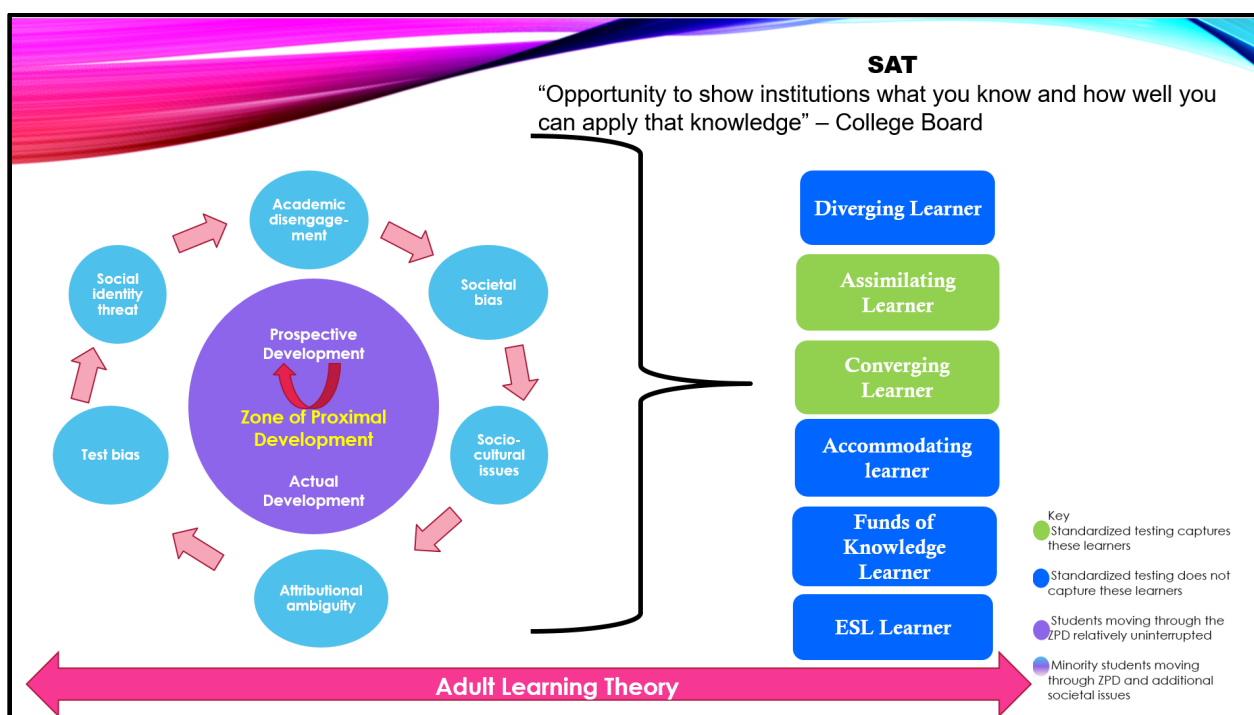 SAT
“Opportunity to show institutions what you know and how well you
can apply that knowledge” – College Board
Academic
disengage-
ment
Social
identity
threat
Societal
bias
Prospective
Development
Zone of Proximal
Development
Actual
Development
Test bias
Socio-
cultural
issues
Attributional
ambiguity
Diverging Learner
Assimilating
Learner
Converging
Learner
Accommodating
learner
Funds of
Knowledge
Learner
ESL Learner
Key
Standardized testing captures
these learners
Standardized testing does not
capture these learners
Students moving through the
ZPD relatively uninterrupted
Minority students moving
through ZPD and additional
societal issues
Adult Learning Theory